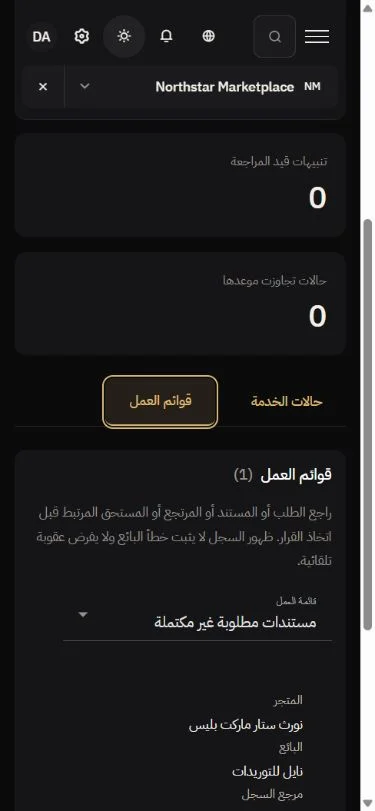 DA
Northstar Marketplace NM
تنبيهات قيد المراجعة
0
حالات تجاوزت موعدها
0
حالات الخدمة
قوائم العمل
قوائم العمل (1)
راجع الطلب أو المستند أو المرتجع أو المستحق المرتبط قبل
اتخاذ القرار. ظهور السجل لا يثبت خطأ البائع ولا يفرض عقوبة
تلقائية.
قائمة العمل
مستندات مطلوبة غير مكتملة
المتجر
نورث ستار ماركت بليس
البائع
نايل للتوريدات
مرجع السجل